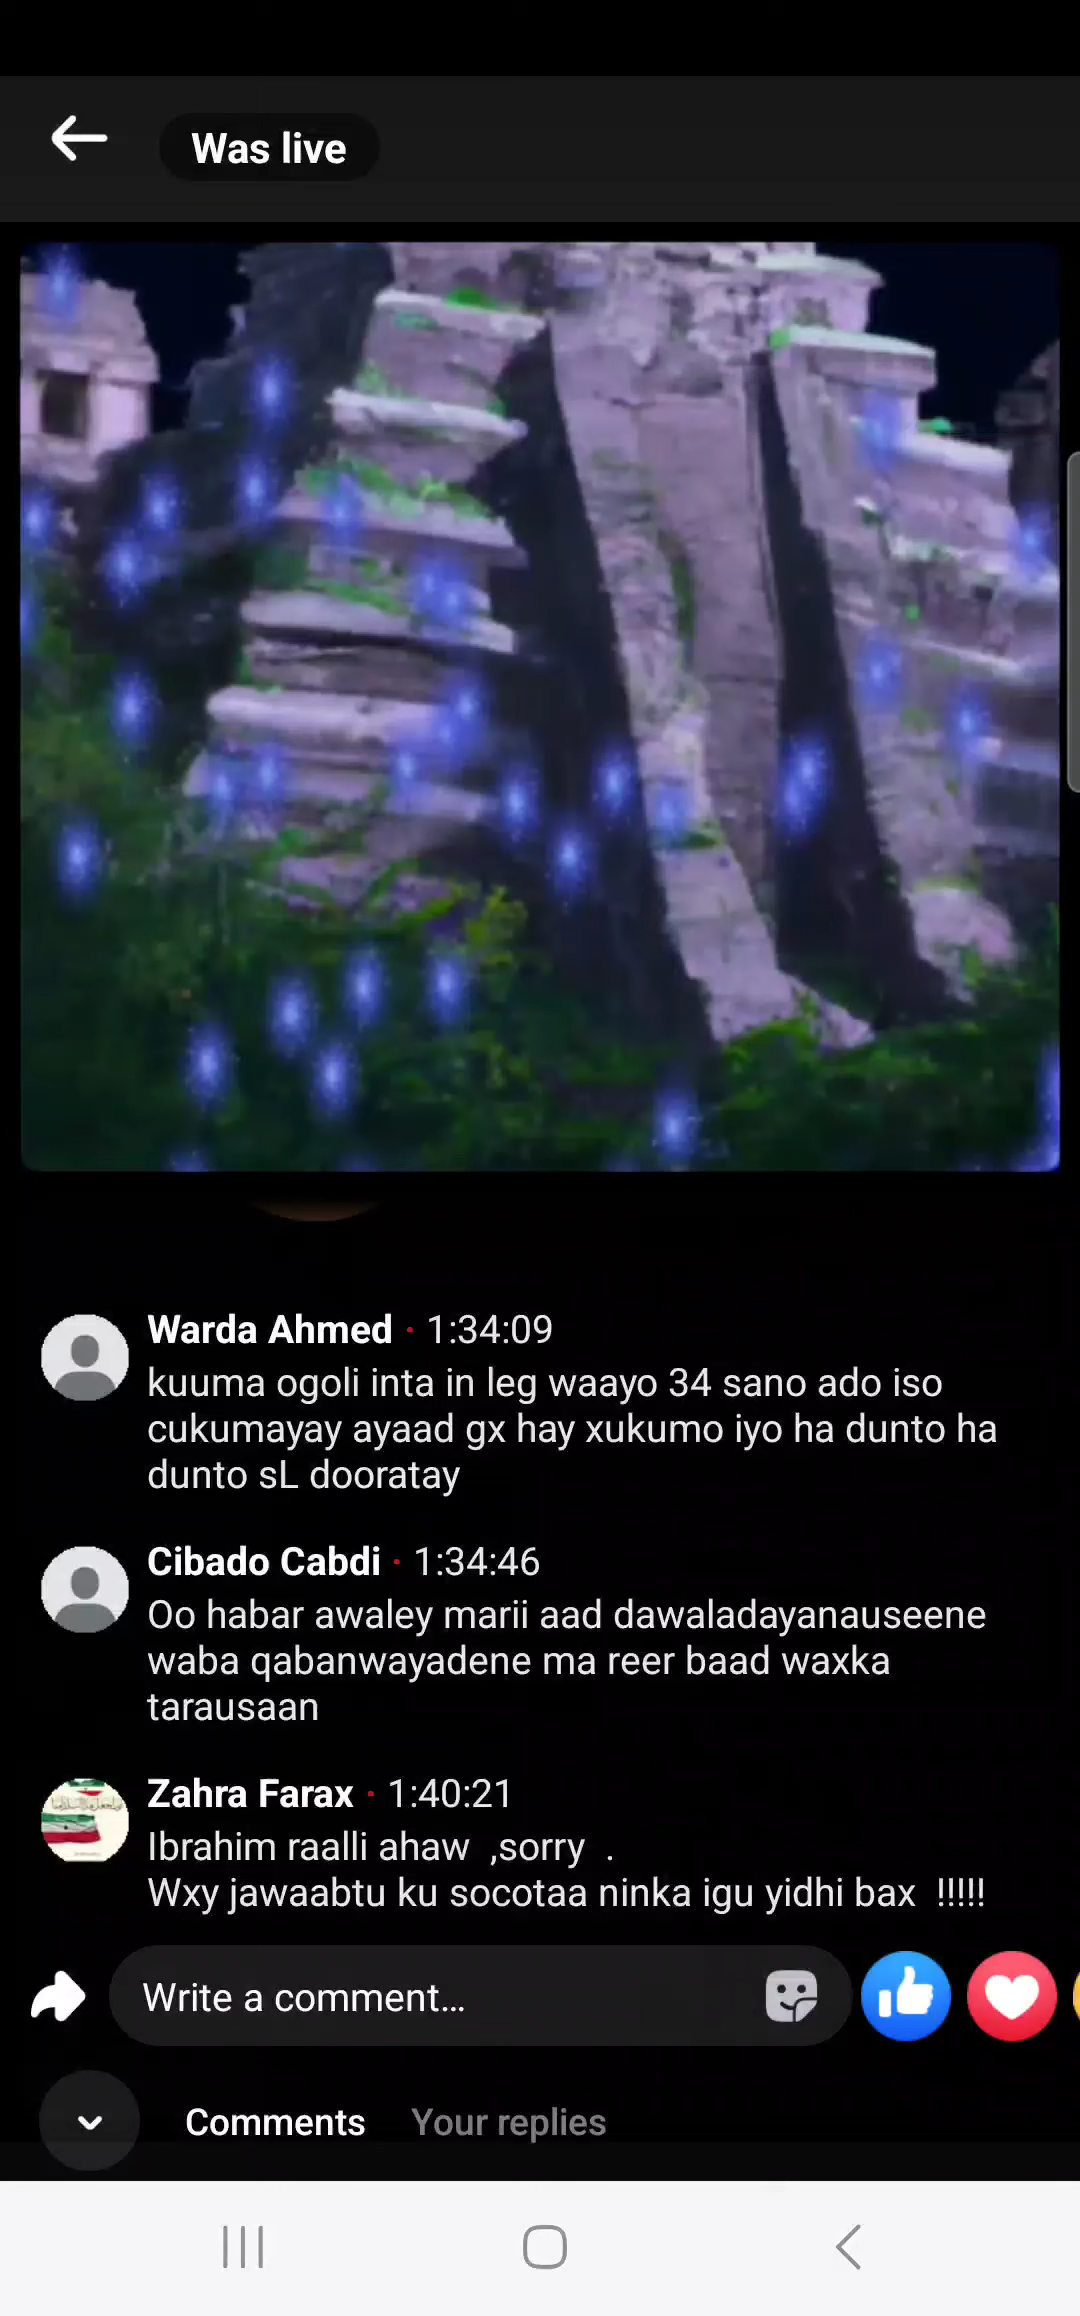 Was live
Warda Ahmed · 1:34:09
kuuma ogoli inta in leg waayo 34 sano ado iso
cukumayay ayaad gx hay xukumo iyo ha dunto ha
dunto sL dooratay
Cibado Cabdi · 1:34:46
Oo habar awaley marii aad dawaladayanauseene
waba qabanwayadene ma reer baad waxka
tarausaan
Zahra Farax · 1:40:21
Ibrahim raalli ahaw  ,sorry  .
Wxy jawaabtu ku socotaa ninka igu yidhi bax  !!!!!
Write a comment...
Comments
Your replies